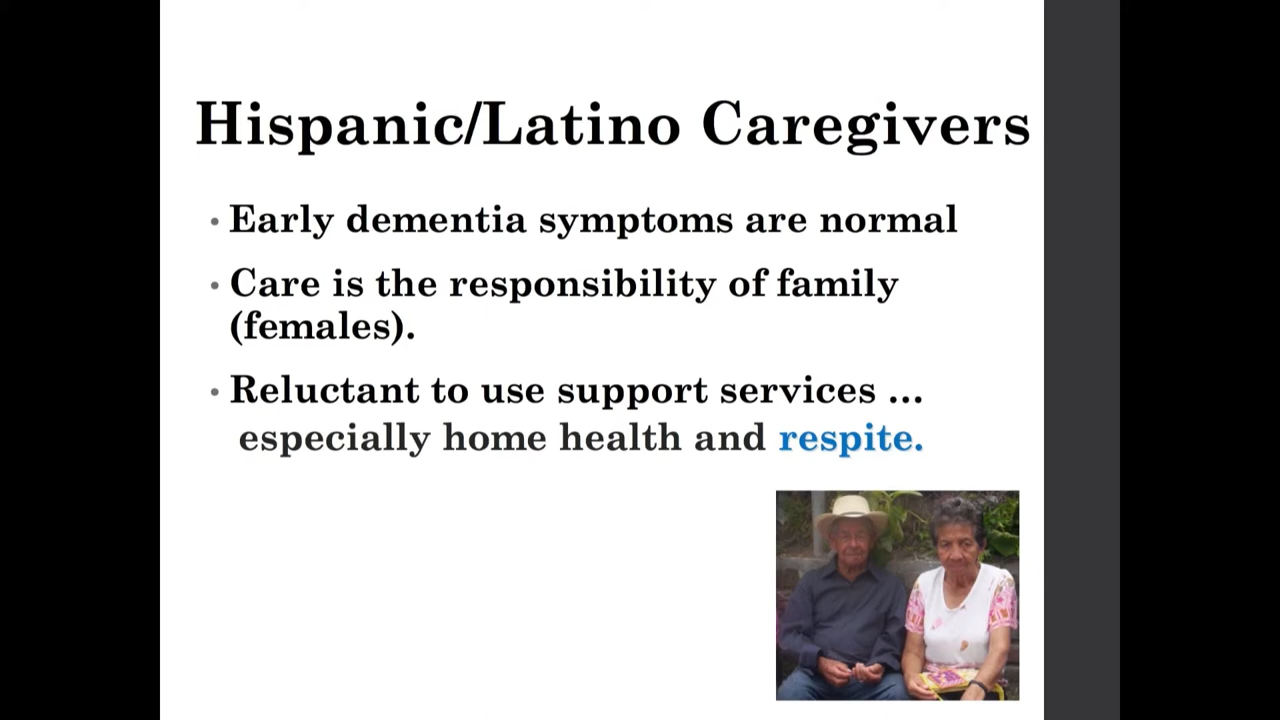 Hispanic/Latino Caregivers
• Early dementia symptoms are normal
• Care is the responsibility of family
(females).
• Reluctant to use support services ...
especially home health and respite.